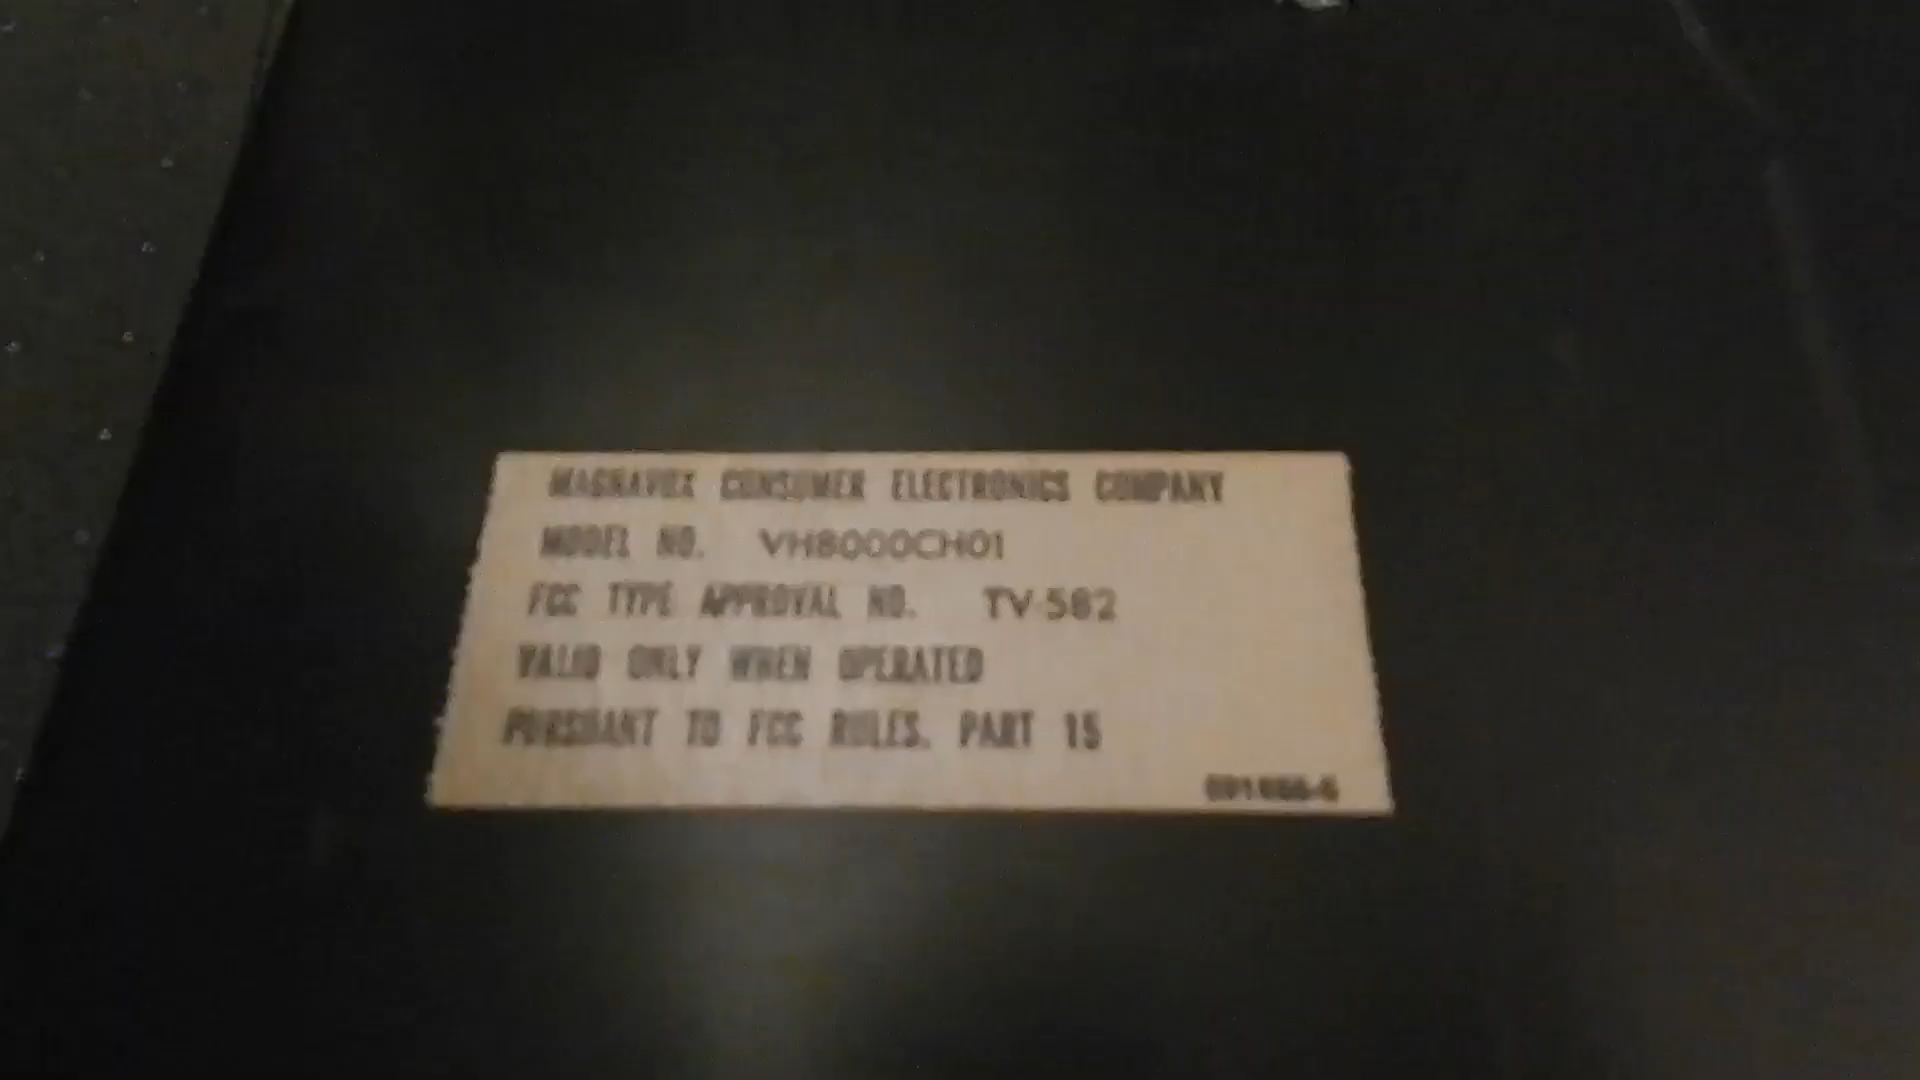 MAGNAVOX CONSUMER ELECTRONICS COMPANY
MODEL NO. VH8000CH01
FCC TYPE APPROVAL NO. TV-582
VALID ONLY WHEN OPERATED
PURSUANT TO FCC RULES, PART 15